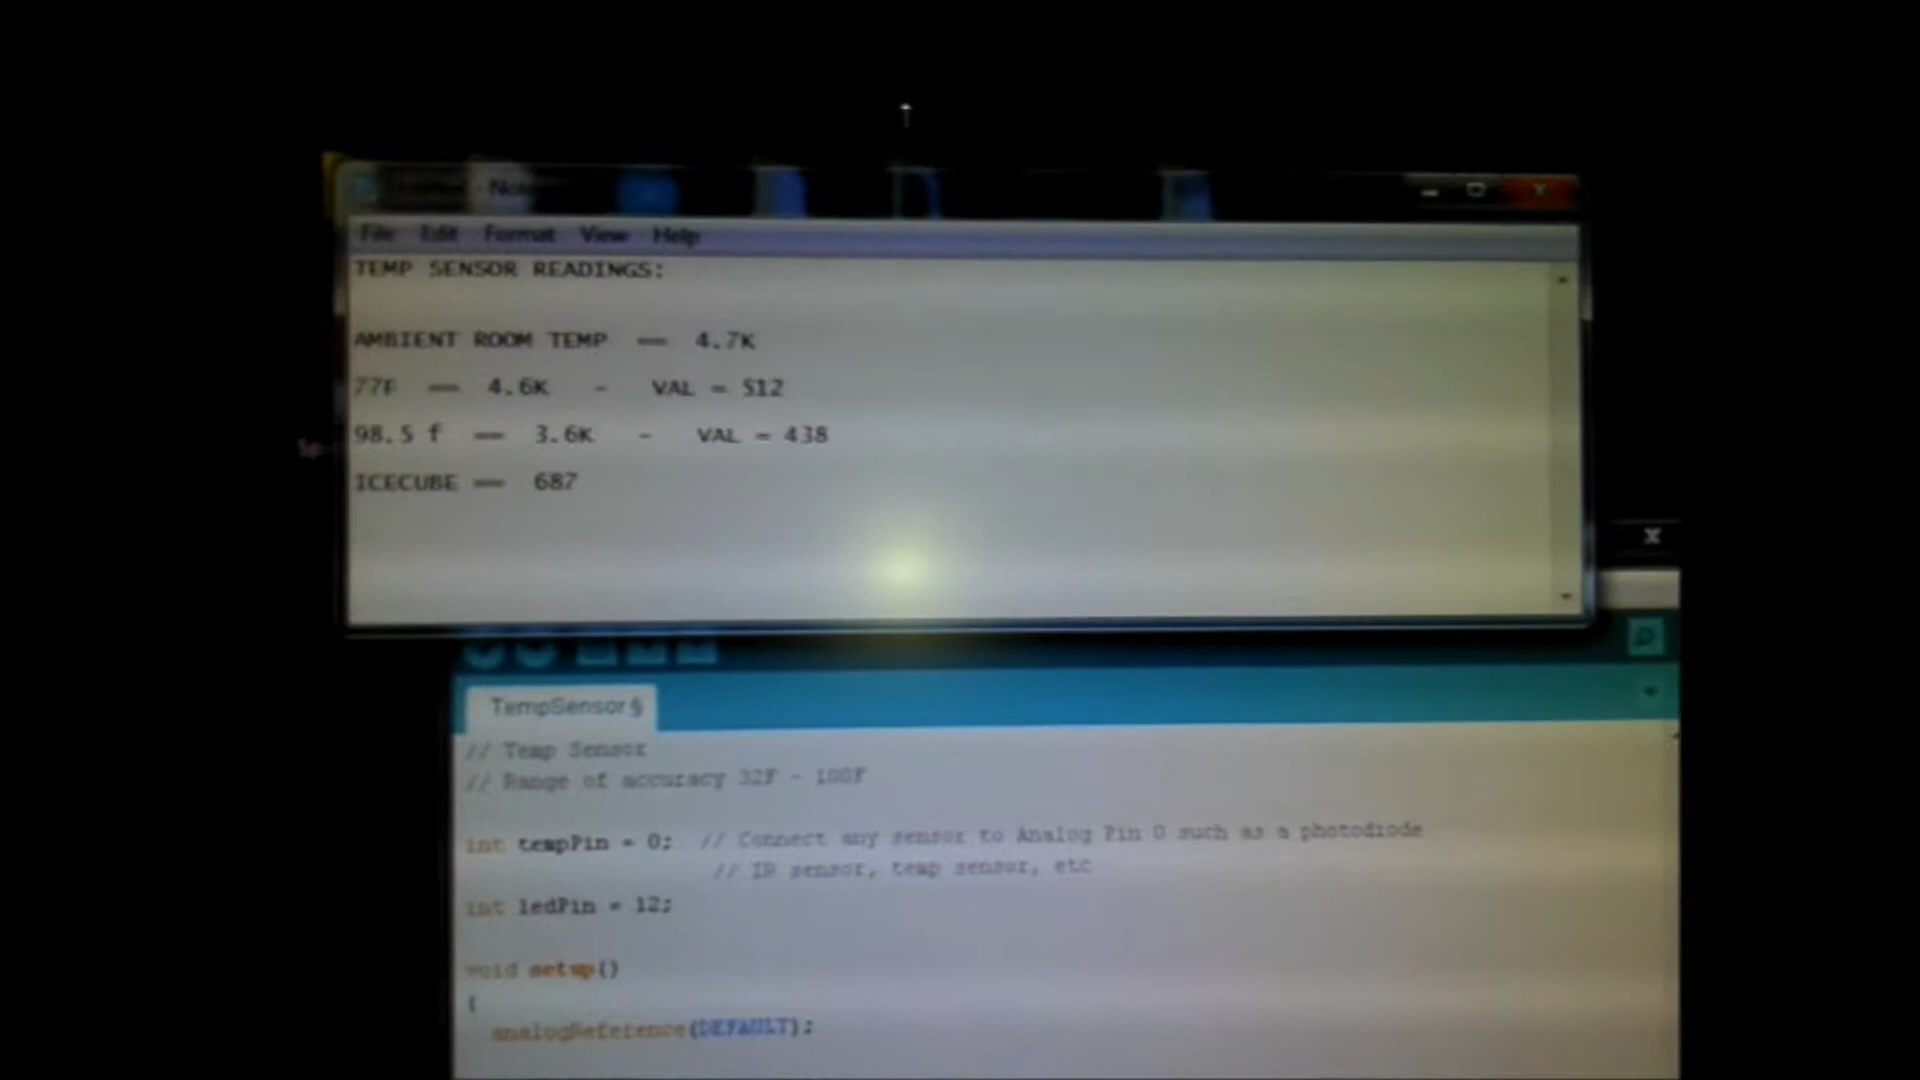 File Edit Format View Help
TEMP SENSOR READINGS:
AMBIENT ROOM TEMP == 4.7K
77F == 4.6K - VAL = 512
98.5 f == 3.6K - VAL = 438
ICECUBE == 687
X
TempSensor §
// Temp Sensor
// Range of accuracy 32F - 100F
int tempPin = 0; // Connect any sensor to Analog Pin 0 such as a photodiode
// IR sensor, temp sensor, etc
int ledPin = 12;
void setup()
{
analogReference(DEFAULT);